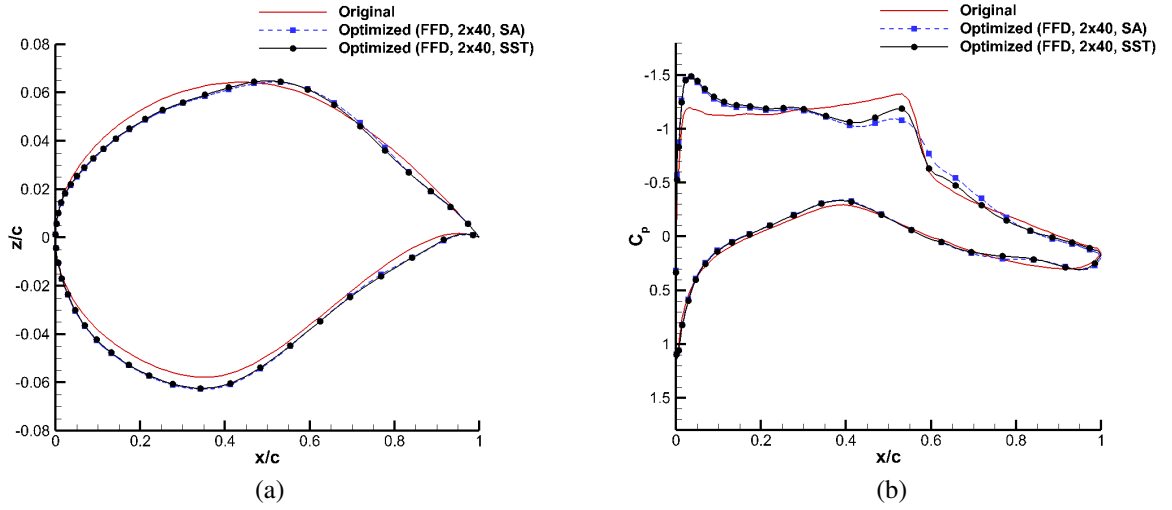 Original
Optimized (FFD, 2x40, SA)
Optimized (FFD, 2x40, SST)
0.08
0.06
0.04
0.02
0
-0.02
-0.04
-0.06
-0.08
z/c
0 0.2 0.4 0.6 0.8 1
x/c
(a)
Original
Optimized (FFD, 2x40, SA)
Optimized (FFD, 2x40, SST)
-1.5
-1
-0.5
0
0.5
1
1.5
Cp
0 0.2 0.4 0.6 0.8 1
x/c
(b)